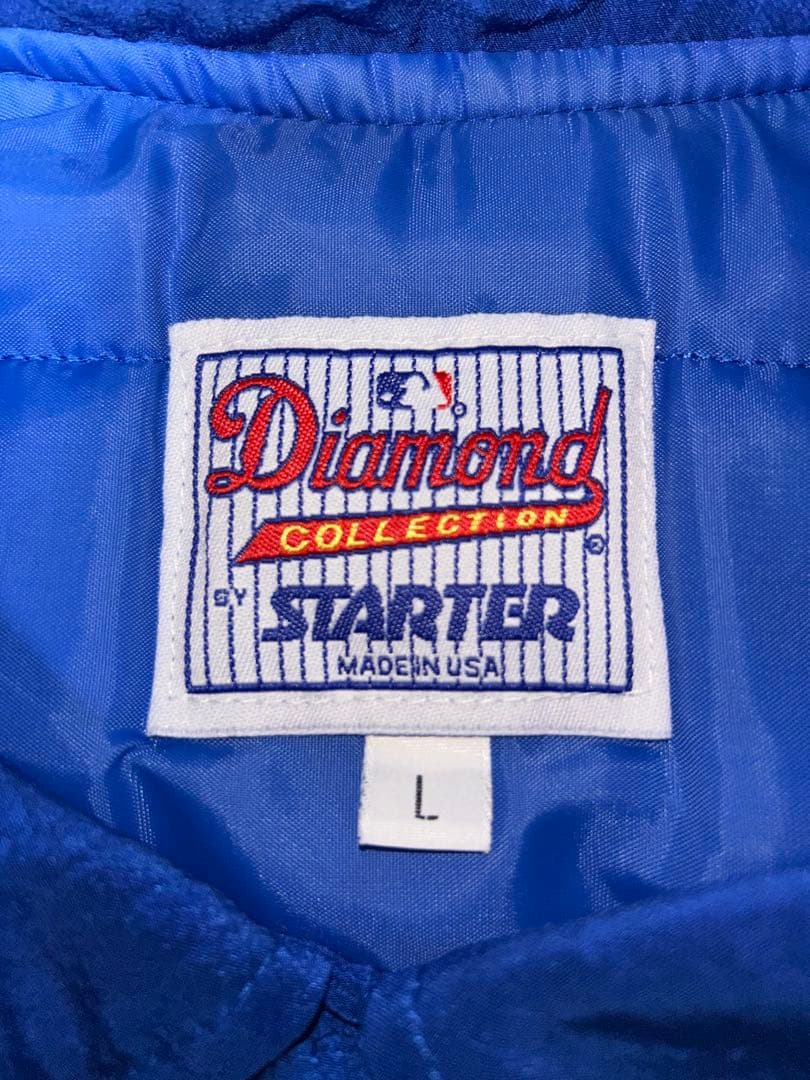 Diamond
®
COLLECTION
®
BY STARTER
MADE IN USA
L